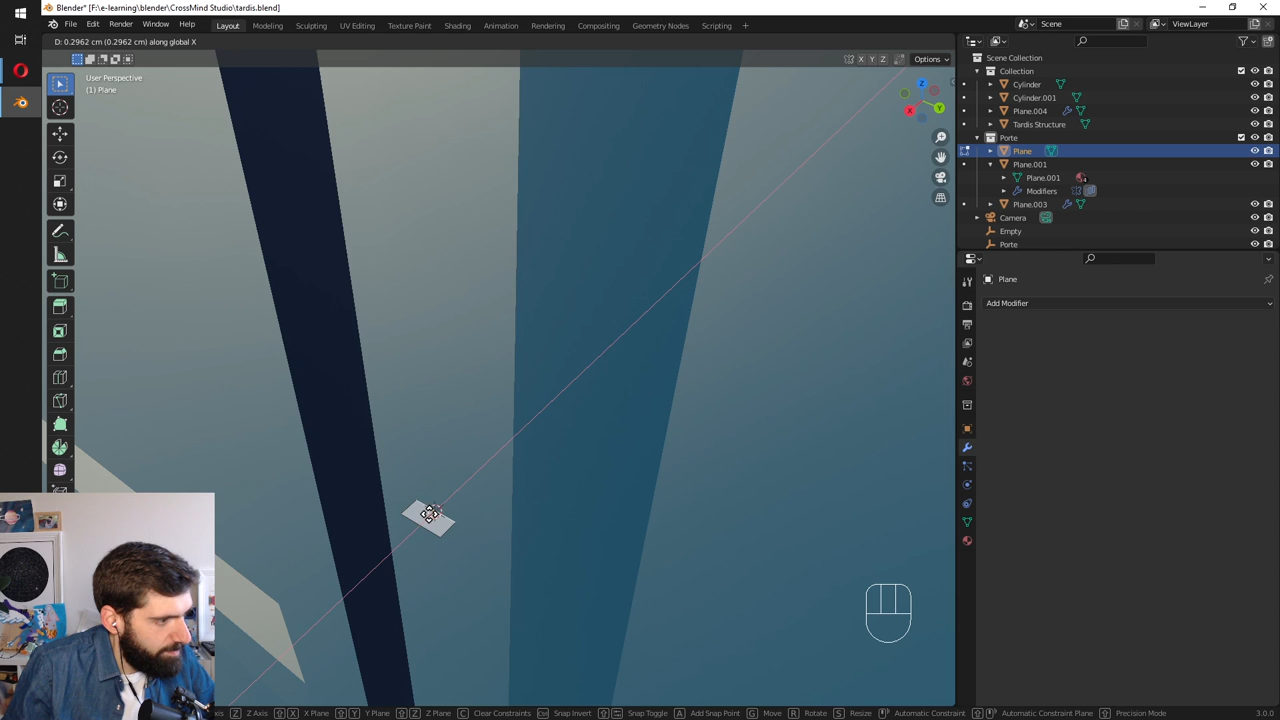 Blender* [F:\e-learning\blender\CrossMind Studio\tardis.blend]
File Edit Render Window Help Layout Modeling Sculpting UV Editing Texture Paint Shading Animation Rendering Compositing Geometry Nodes Scripting + Scene ViewLayer
D: 0.2962 cm (0.2962 cm) along global X
X Y Z Options
User Perspective
(1) Plane
Z
X Y
Scene Collection
Collection
Cylinder
Cylinder.001
Plane.004
Tardis Structure
Porte
Plane
Plane.001
Plane.001
Modifiers
Plane.003
Camera
Empty
Porte
Plane
Add Modifier
Z Z Axis X X Plane Y Y Plane Z Z Plane C Clear Constraints Snap Invert Snap Toggle A Add Snap Point G Move R Rotate S Resize Automatic Constraint Automatic Constraint Plane Precision Mode 3.0.0